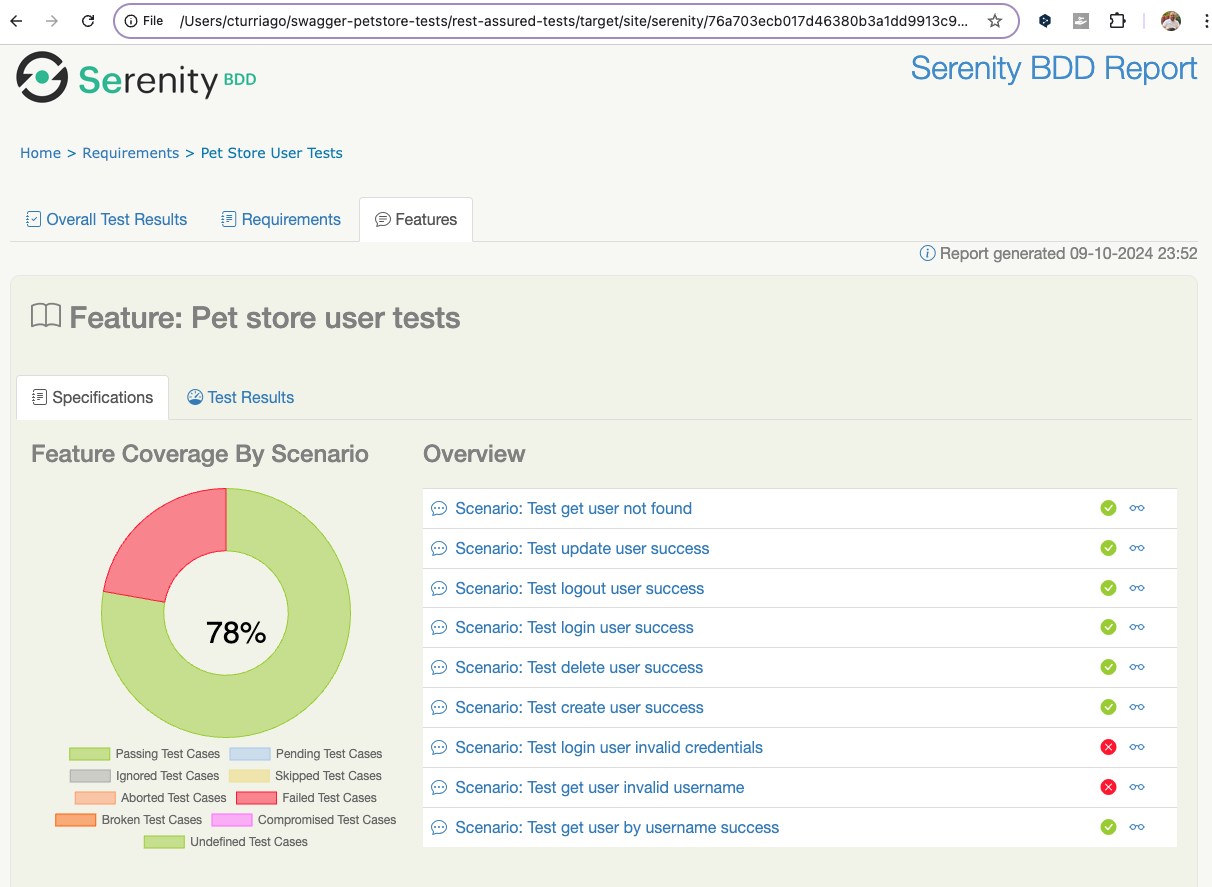 File /Users/cturriago/swagger-petstore-tests/rest-assured-tests/target/site/serenity/76a703ecb017d46380b3a1dd9913c9...
Serenity BDD
Serenity BDD Report
Home > Requirements > Pet Store User Tests
Overall Test Results Requirements Features
Report generated 09-10-2024 23:52
Feature: Pet store user tests
Specifications Test Results
Feature Coverage By Scenario
78%
Passing Test Cases Pending Test Cases
Ignored Test Cases Skipped Test Cases
Aborted Test Cases Failed Test Cases
Broken Test Cases Compromised Test Cases
Undefined Test Cases
Overview
Scenario: Test get user not found
Scenario: Test update user success
Scenario: Test logout user success
Scenario: Test login user success
Scenario: Test delete user success
Scenario: Test create user success
Scenario: Test login user invalid credentials
Scenario: Test get user invalid username
Scenario: Test get user by username success